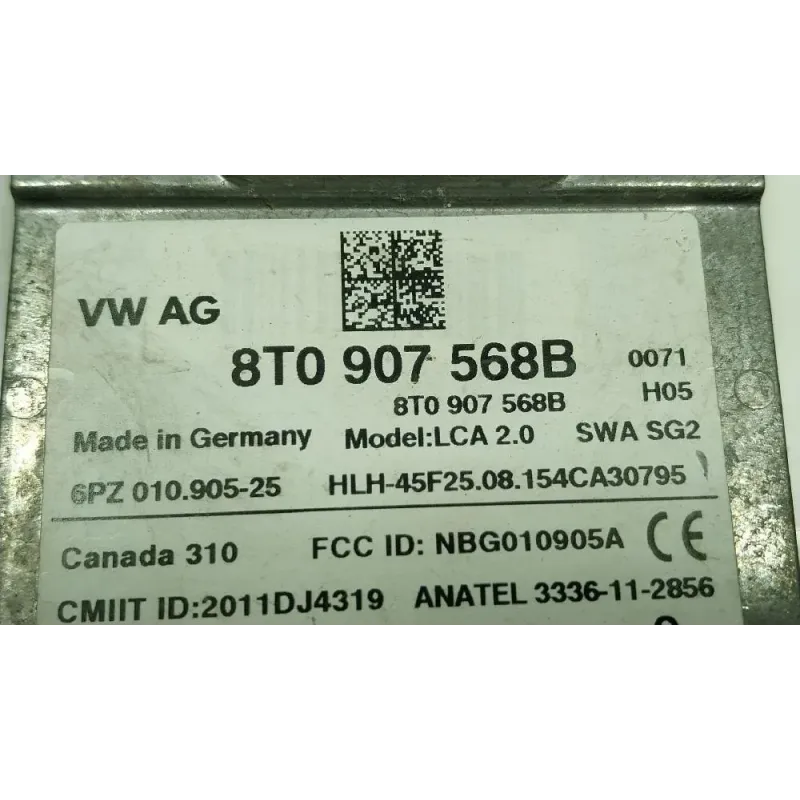 VW AG
8T0 907 568B 0071
8T0 907 568B H05
Made in Germany Model:LCA 2.0 SWA SG2
6PZ 010.905-25 HLH-45F25.08.154CA30795
Canada 310 FCC ID: NBG010905A CE
CMIIT ID:2011DJ4319 ANATEL 3336-11-2856